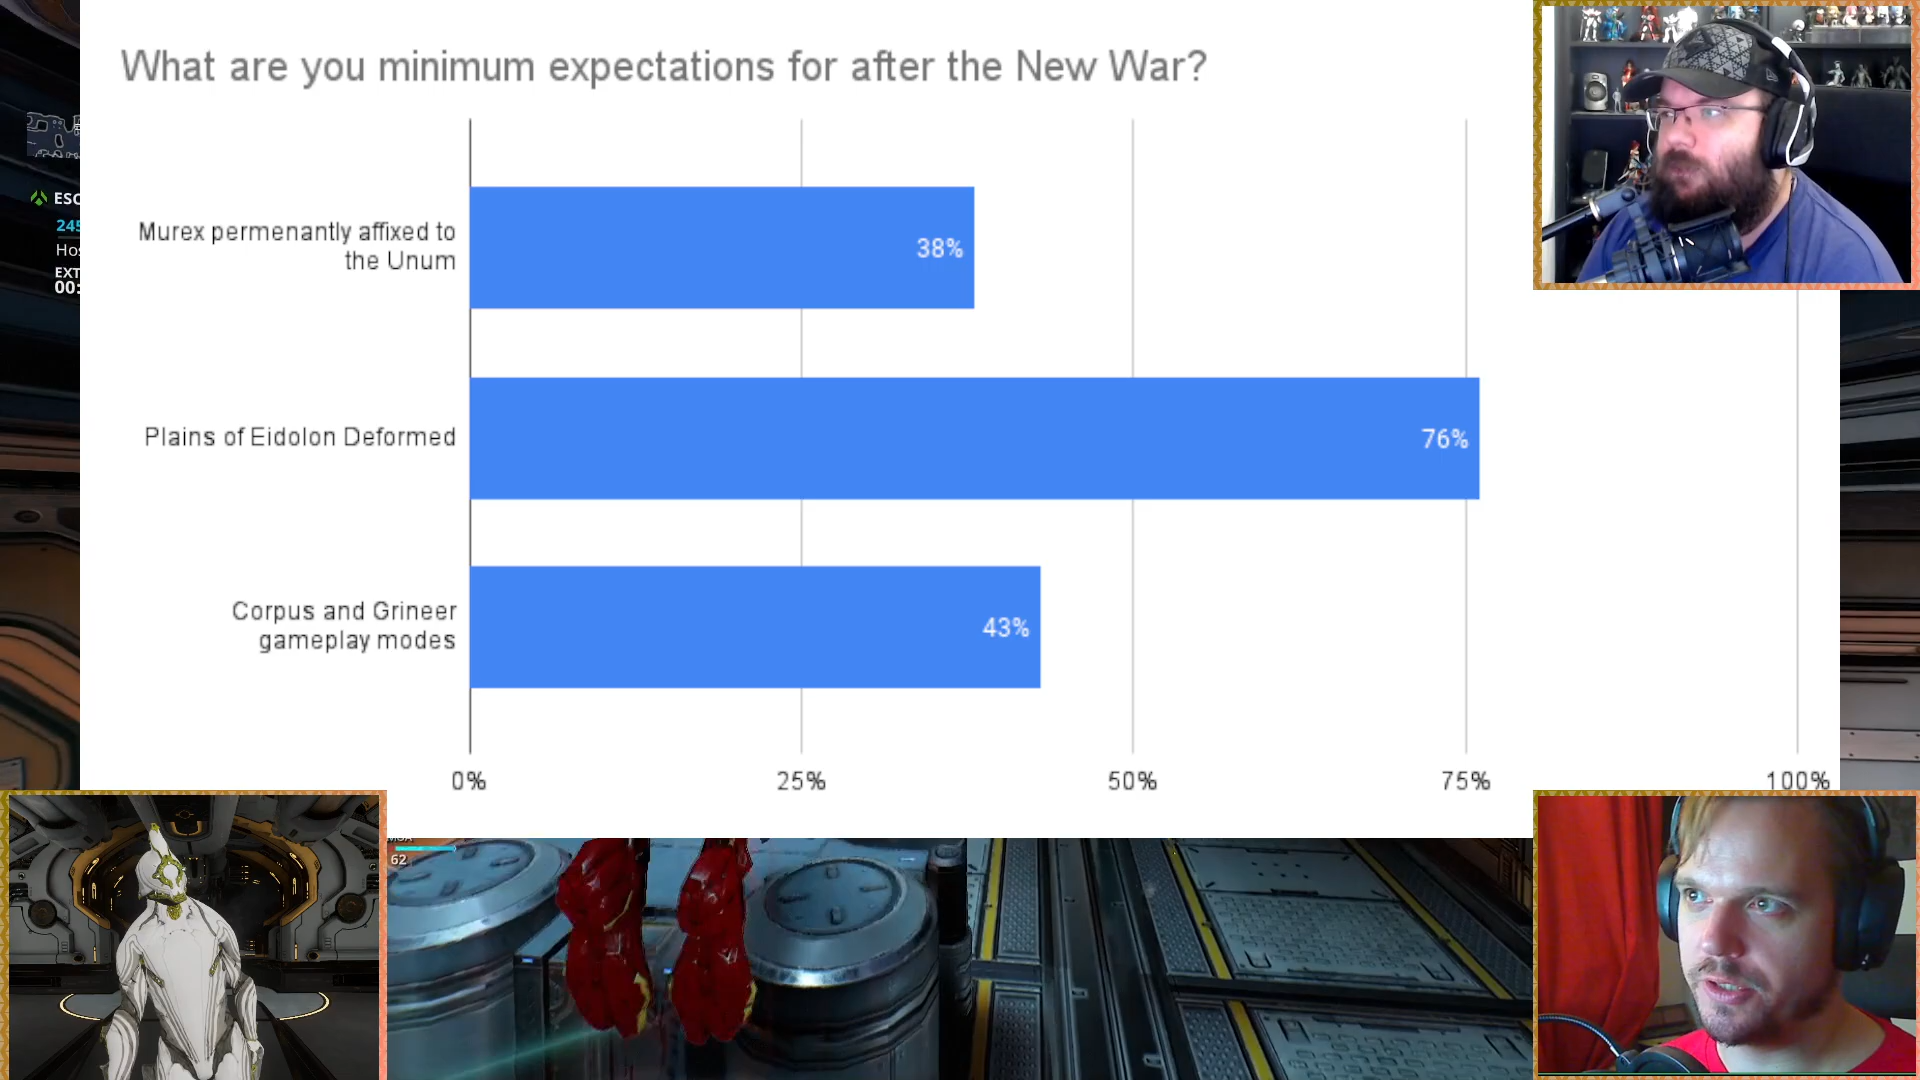 What are you minimum expectations for after the New War?
Murex permenantly affixed to
the Unum
38%
Plains of Eidolon Deformed
76%
Corpus and Grineer
gameplay modes
43%
0% 25% 50% 75% 100%
62